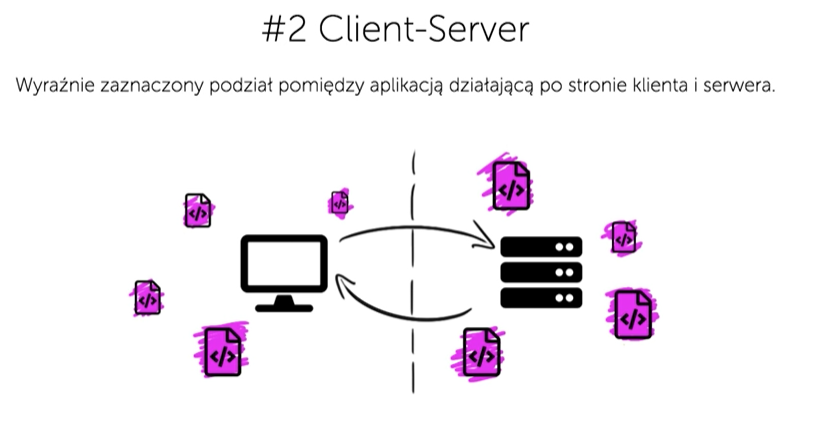 #2 Client-Server
Wyraźnie zaznaczony podział pomiędzy aplikacją działającą po stronie klienta i serwera.